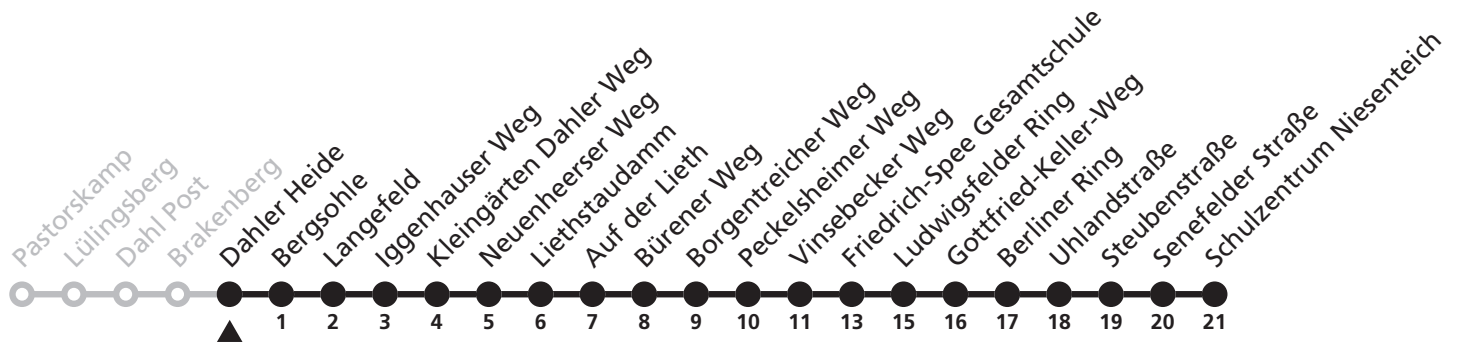 Pastorskamp
Lülingsberg
Dahl Post
Brakenberg
Dahler Heide
Bergsohle
Langefeld
Iggenhauser Weg
Kleingärten Dahler Weg
Neuenheerser Weg
Liethstaudamm
Auf der Lieth
Bürener Weg
Borgentreicher Weg
Peckelsheimer Weg
Vinsebecker Weg
Friedrich-Spee Gesamtschule
Ludwigsfelder Ring
Gottfried-Keller-Weg
Berliner Ring
Uhlandstraße
Steubenstraße
Senefelder Straße
Schulzentrum Niesenteich
1 2 3 4 5 6 7 8 9 10 11 13 15 16 17 18 19 20 21